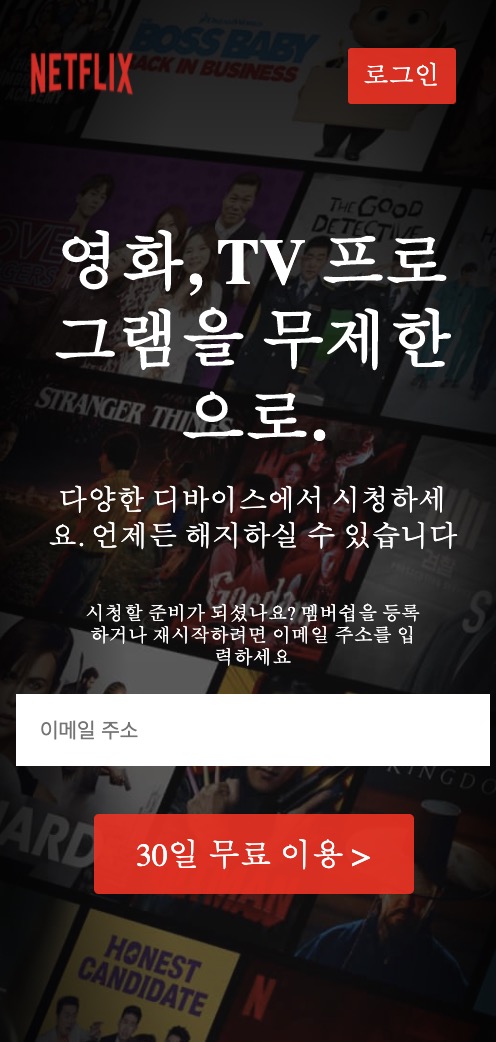 BOSS BABY
BACK IN BUSINESS
NETFLIX
로그인
THE GOOD
DETECTIVE
영화, TV 프로
그램을 무제한
으로.
STRANGER THINGS
다양한 디바이스에서 시청하세
요. 언제든 해지하실 수 있습니다
시청할 준비가 되셨나요? 멤버쉽을 등록
하거나 재시작하려면 이메일 주소를 입
력하세요
이메일 주소
KINGDO
30일 무료 이용 >
HONEST
CANDIDATE
N